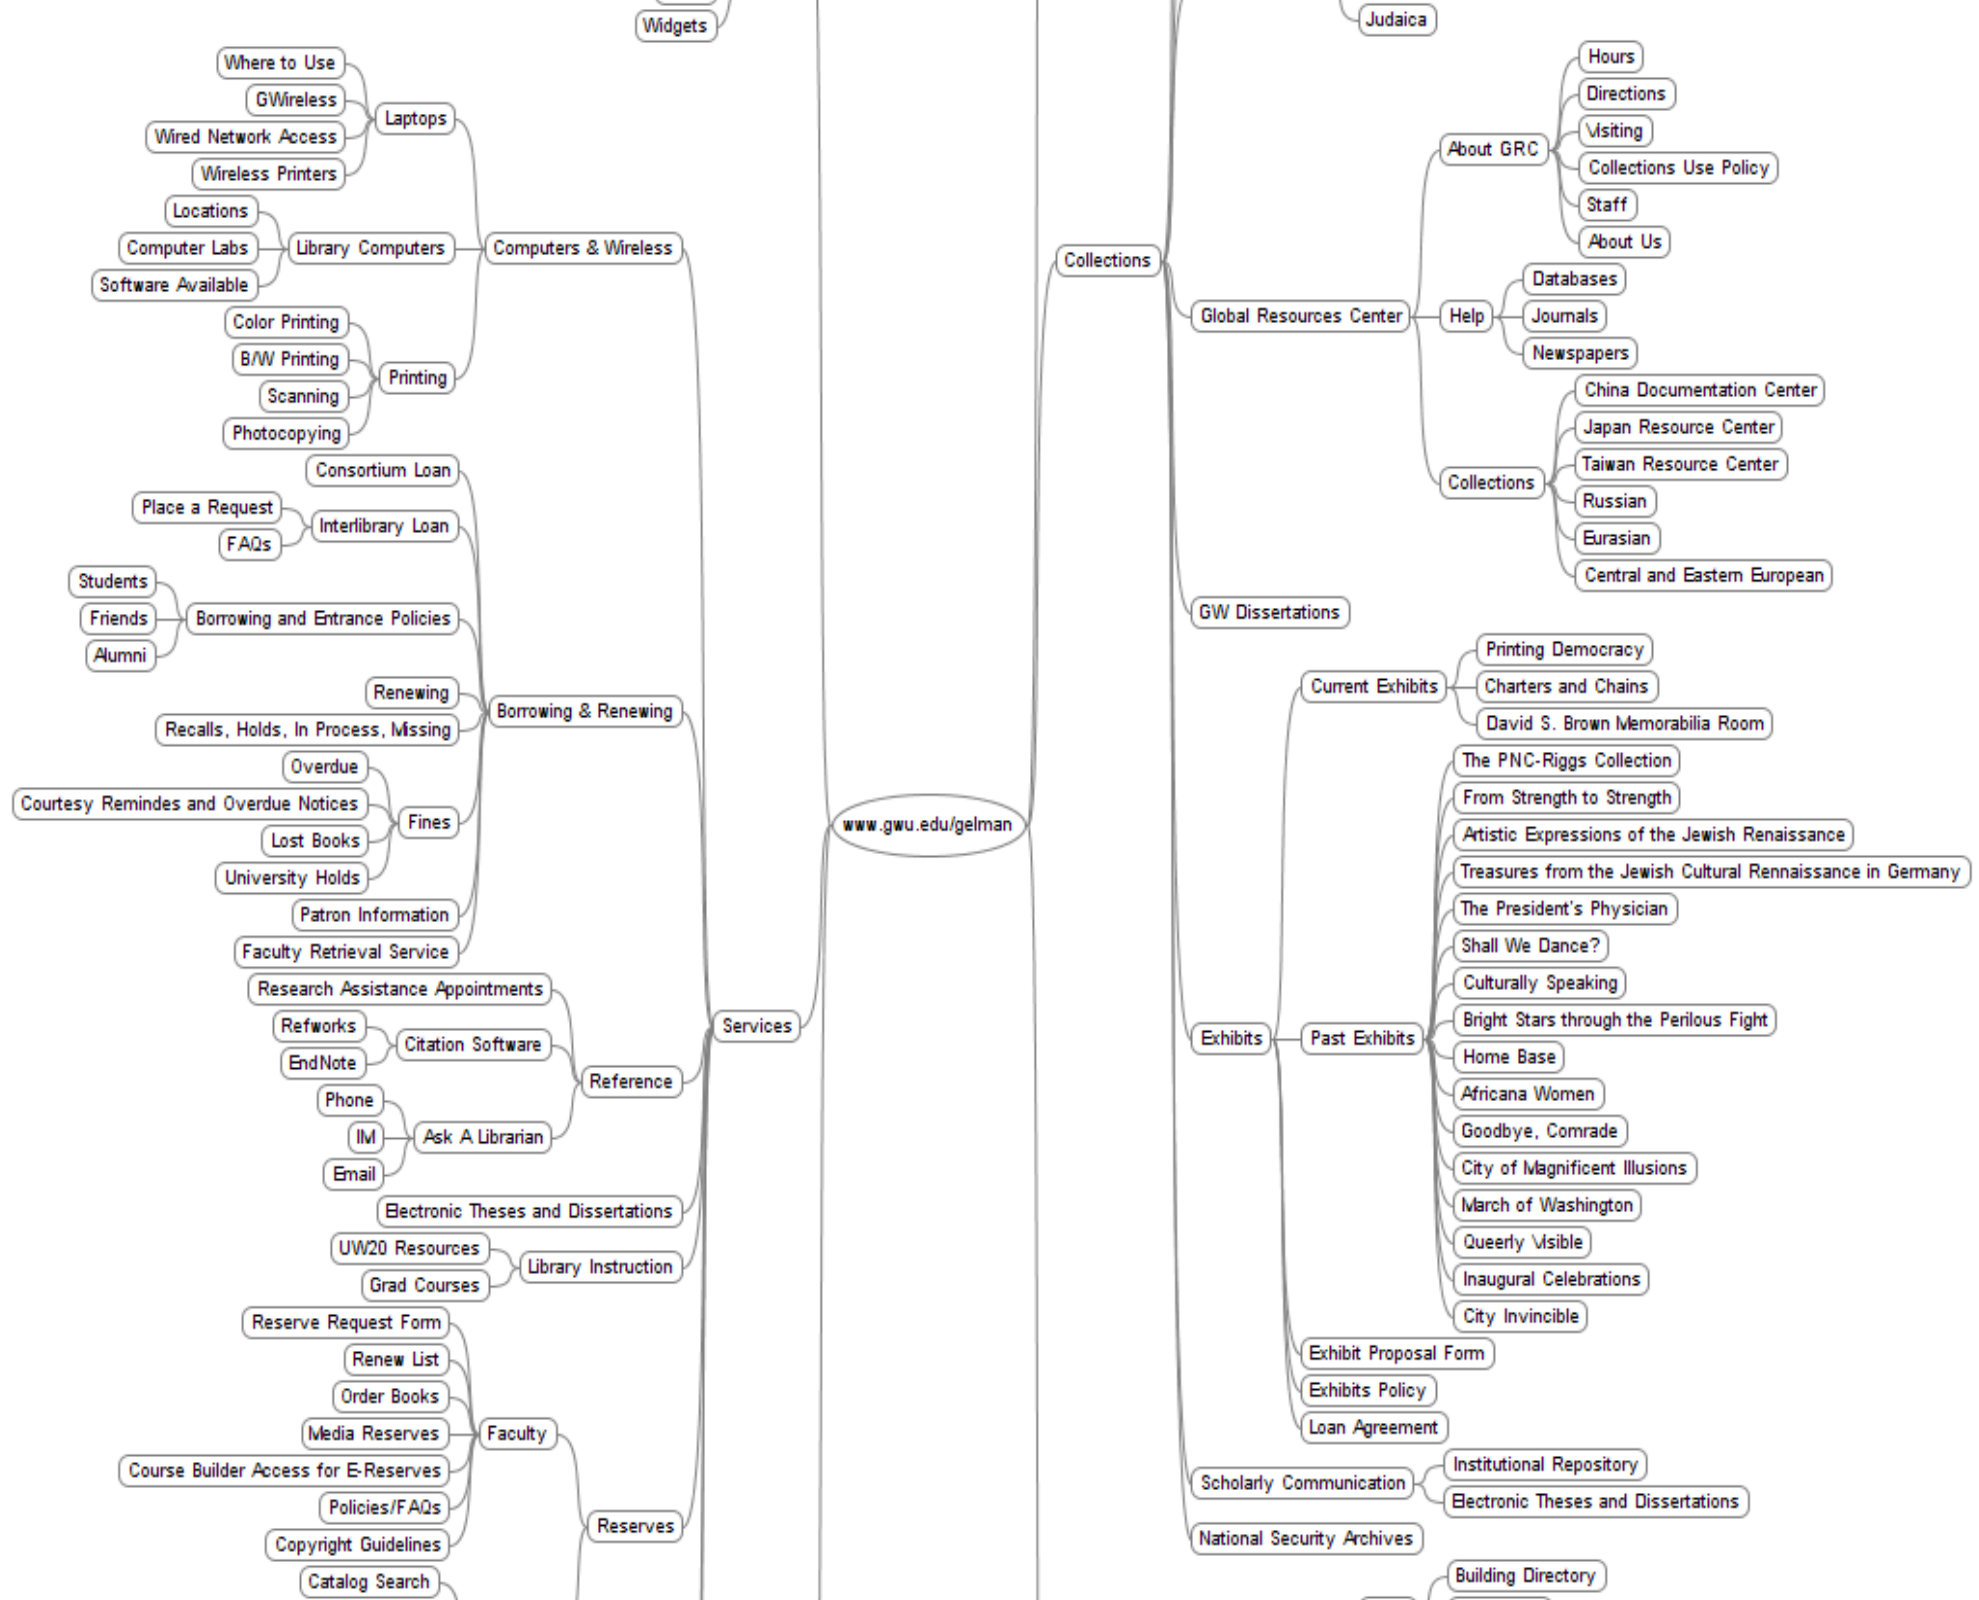 Widgets
Where to Use
GWireless
Wired Network Access
Wireless Printers
Laptops
Locations
Computer Labs
Software Available
Library Computers
Color Printing
B/W Printing
Scanning
Photocopying
Printing
Computers & Wireless
Consortium Loan
Place a Request
FAQs
Interlibrary Loan
Students
Friends
Alumni
Borrowing and Entrance Policies
Renewing
Recalls, Holds, In Process, Missing
Overdue
Courtesy Remindes and Overdue Notices
Lost Books
University Holds
Fines
Patron Information
Faculty Retrieval Service
Borrowing & Renewing
Research Assistance Appointments
Refworks
EndNote
Citation Software
Phone
IM
Email
Ask A Librarian
Reference
Electronic Theses and Dissertations
UW20 Resources
Grad Courses
Library Instruction
Reserve Request Form
Renew List
Order Books
Media Reserves
Course Builder Access for E-Reserves
Policies/FAQs
Copyright Guidelines
Faculty
Catalog Search
Reserves
Services
www.gwu.edu/gelman
Collections
Judaica
Global Resources Center
About GRC
Hours
Directions
Visiting
Collections Use Policy
Staff
About Us
Help
Databases
Journals
Newspapers
Collections
China Documentation Center
Japan Resource Center
Taiwan Resource Center
Russian
Eurasian
Central and Eastern European
GW Dissertations
Exhibits
Current Exhibits
Printing Democracy
Charters and Chains
David S. Brown Memorabilia Room
Past Exhibits
The PNC-Riggs Collection
From Strength to Strength
Artistic Expressions of the Jewish Renaissance
Treasures from the Jewish Cultural Rennaissance in Germany
The President's Physician
Shall We Dance?
Culturally Speaking
Bright Stars through the Perilous Fight
Home Base
Africana Women
Goodbye, Comrade
City of Magnificent Illusions
March of Washington
Queerly Visible
Inaugural Celebrations
City Invincible
Exhibit Proposal Form
Exhibits Policy
Loan Agreement
Scholarly Communication
Institutional Repository
Electronic Theses and Dissertations
National Security Archives
Building Directory